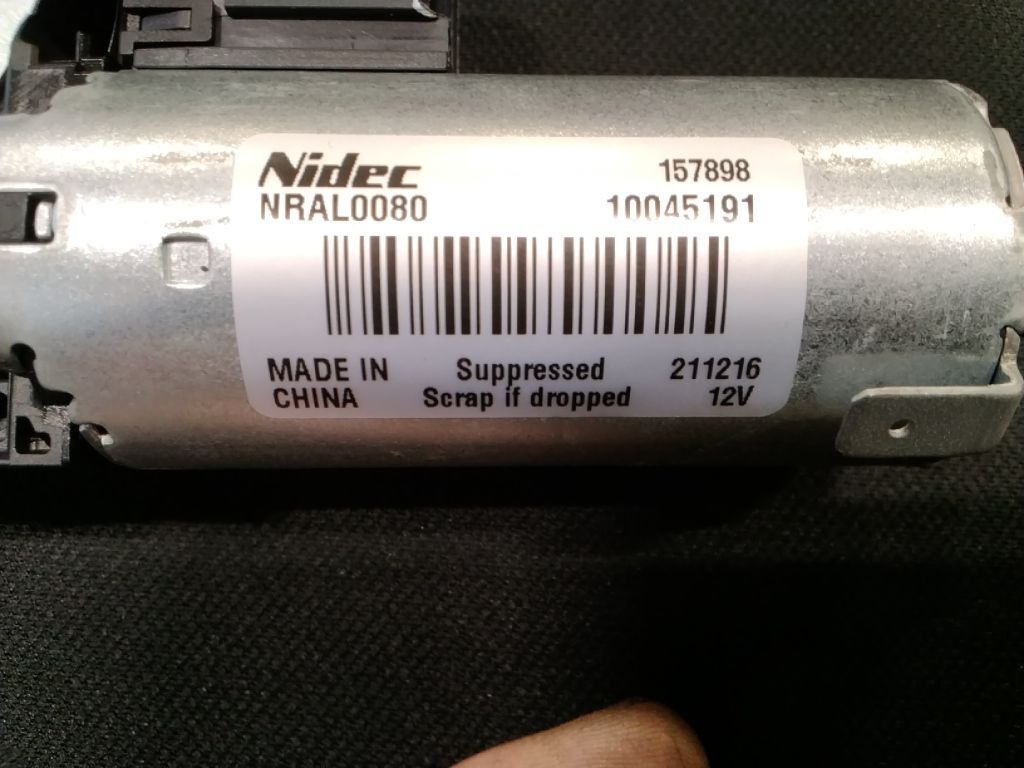 Nidec 157898
NRAL0080 10045191
MADE IN Suppressed 211216
CHINA Scrap if dropped 12V